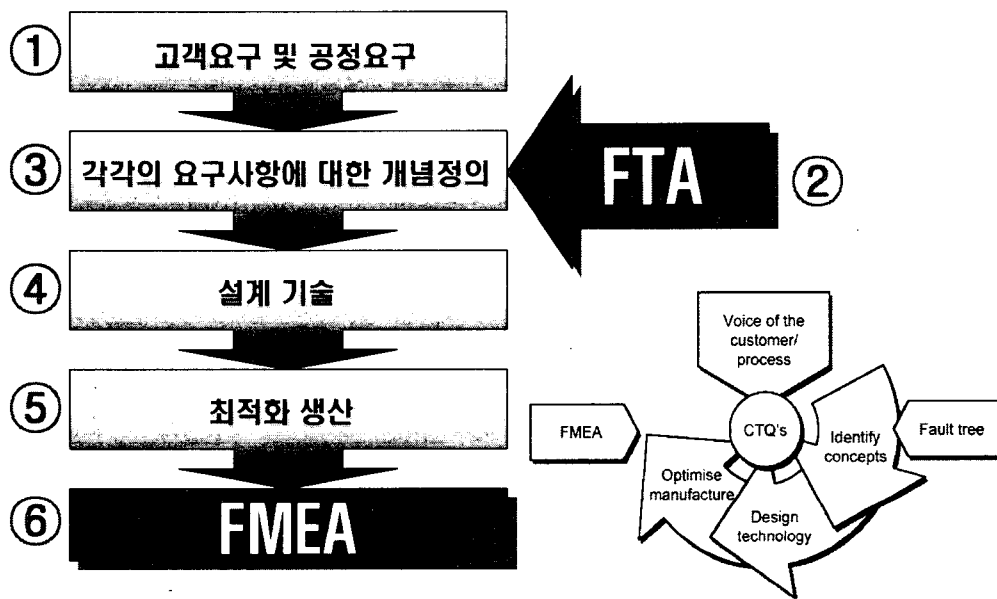 ① 고객요구 및 공정요구
③ 각각의 요구사항에 대한 개념정의
FTA ②
④ 설계 기술
⑤ 최적화 생산
⑥ FMEA
Voice of the
customer/
process
FMEA
CTQ's
Identify
concepts
Fault tree
Optimise
manufacture
Design
technology